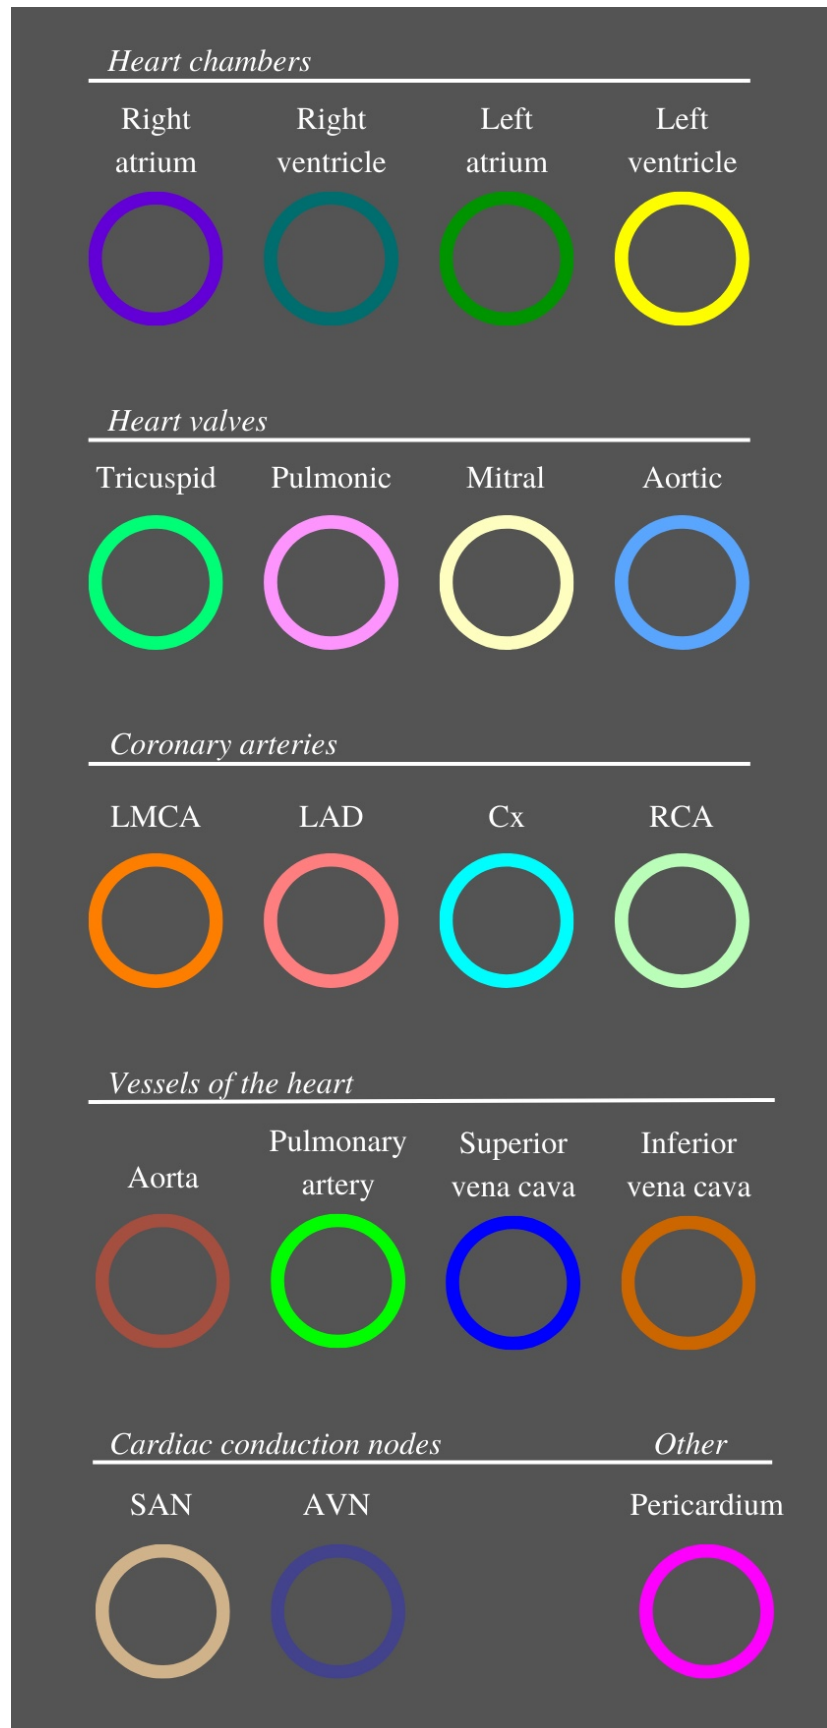 Heart chambers
Right Right Left Left
atrium ventricle atrium ventricle
Heart valves
Tricuspid Pulmonic Mitral Aortic
Coronary arteries
LMCA LAD Cx RCA
Vessels of the heart
Aorta Pulmonary artery Superior vena cava Inferior vena cava
Cardiac conduction nodes Other
SAN AVN Pericardium